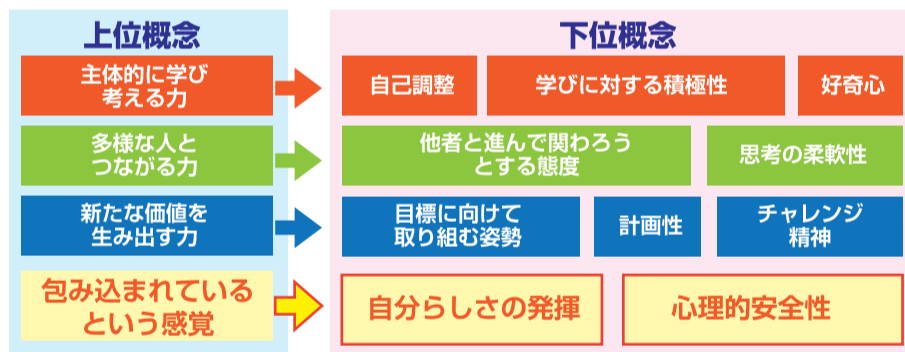 上位概念
下位概念
主体的に学び
考える力
自己調整
学びに対する積極性
好奇心
多様な人と
つながる力
他者と進んで関わろう
とする態度
思考の柔軟性
新たな価値を
生み出す力
目標に向けて
取り組む姿勢
計画性
チャレンジ
精神
包み込まれている
という感覚
自分らしさの発揮
心理的安全性